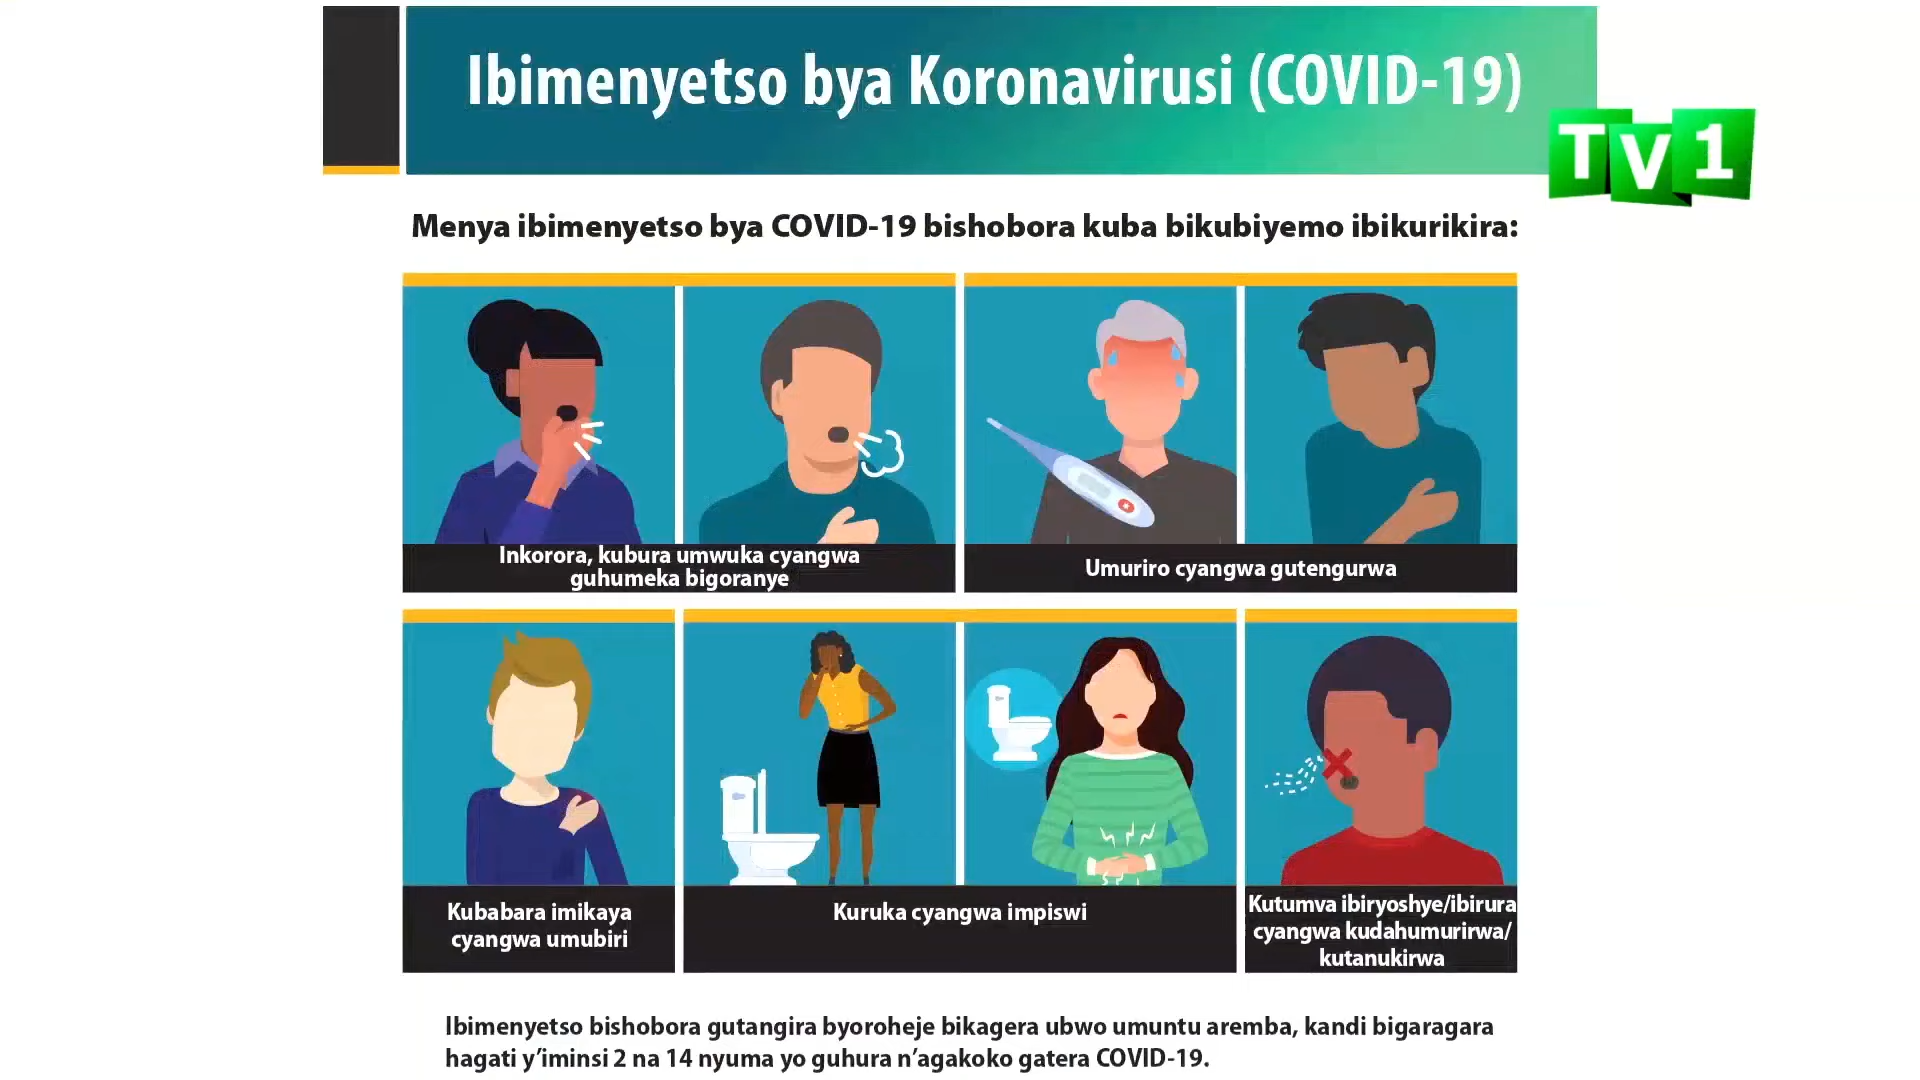 Ibimenyetso bya Koronavirusi (COVID-19)
TV1
Menya ibimenyetso bya COVID-19 bishobora kuba bikubiyemo ibikurikira:
Inkorora, kubura umwuka cyangwa
guhumeka bigoranye
Umuriro cyangwa gutengurwa
Kubabara imikaya
cyangwa umubiri
Kuruka cyangwa impiswi
Kutumva ibiryoshye/ibirura
cyangwa kudahumurirwa/
kutanukirwa
Ibimenyetso bishobora gutangira byoroheje bikagera ubwo umuntu aremba, kandi bigaragara
hagati y’iminsi 2 na 14 nyuma yo guhura n’agakoko gatera COVID-19.